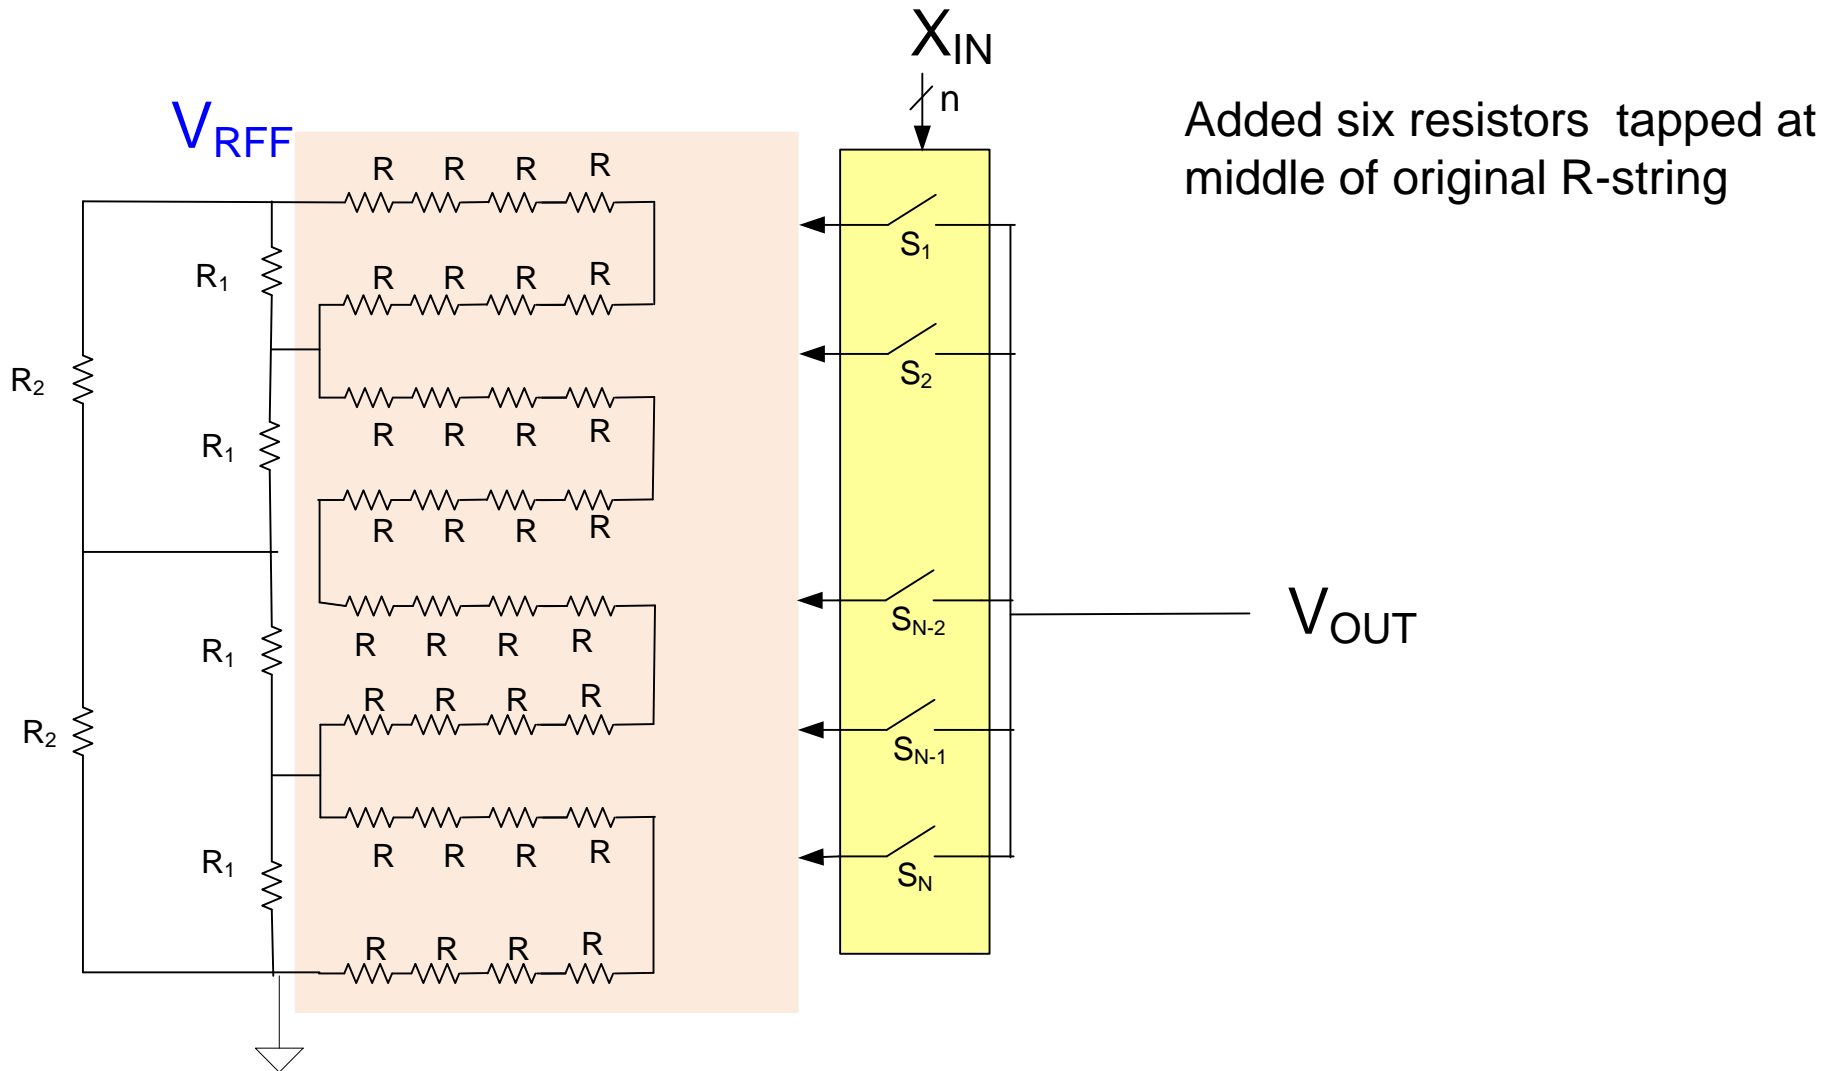 X_IN
n
V_RFF
Added six resistors tapped at
middle of original R-string
R R R R
R_1
S_1
R R R R
R_2
S_2
R R R R
R_1
R R R R
R_1
S_N-2
V_OUT
R R R R
R R R R
R_2
S_N-1
R_1
R R R R
S_N
R R R R